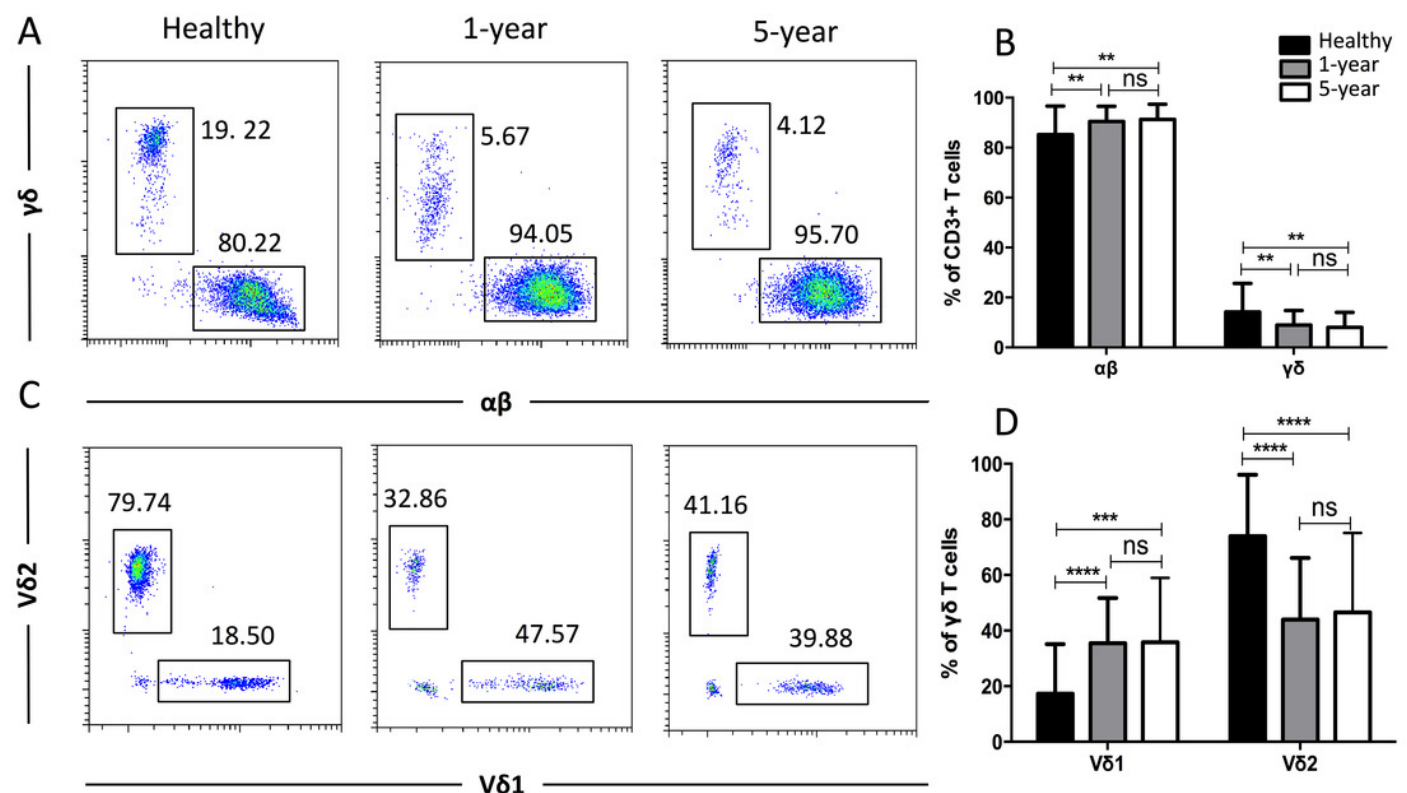 A
Healthy
1-year
5-year
γδ
19. 22
80.22
5.67
94.05
4.12
95.70
αβ
B
Healthy
1-year
5-year
% of CD3+ T cells
100
80
60
40
20
0
**
**
ns
**
**
ns
αβ
γδ
C
Vδ2
79.74
18.50
32.86
47.57
41.16
39.88
Vδ1
D
% of γδ T cells
100
80
60
40
20
0
***
****
ns
****
****
ns
Vδ1
Vδ2